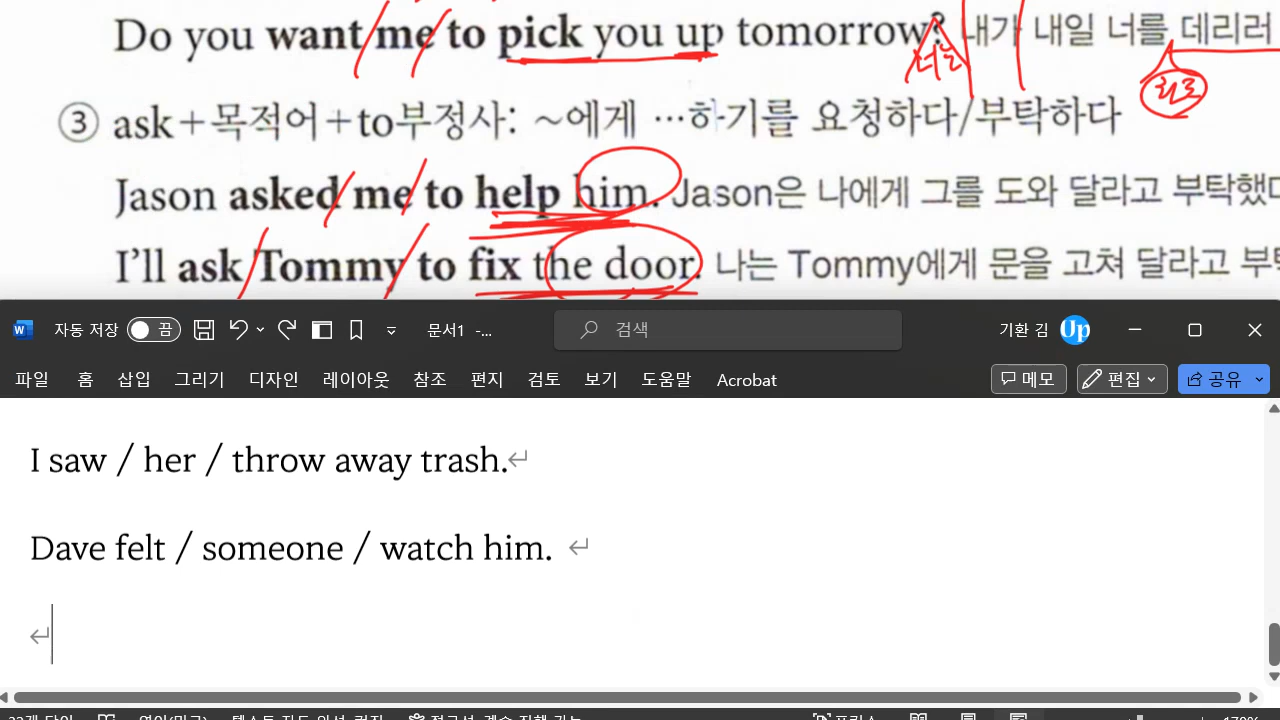 Do you want me to pick you up tomorrow? 내가 내일 너를 데리러
너는
③ ask+목적어+to부정사: ~에게 …하기를 요청하다/부탁하다
Jason asked me to help him. Jason은 나에게 그를 도와 달라고 부탁했다
I'll ask Tommy to fix the door. 나는 Tommy에게 문을 고쳐 달라고 부탁
자동 저장 끔 문서1 -... 검색 기환 김 Up
파일 홈 삽입 그리기 디자인 레이아웃 참조 편지 검토 보기 도움말 Acrobat 메모 편집 공유
I saw / her / throw away trash.
Dave felt / someone / watch him.